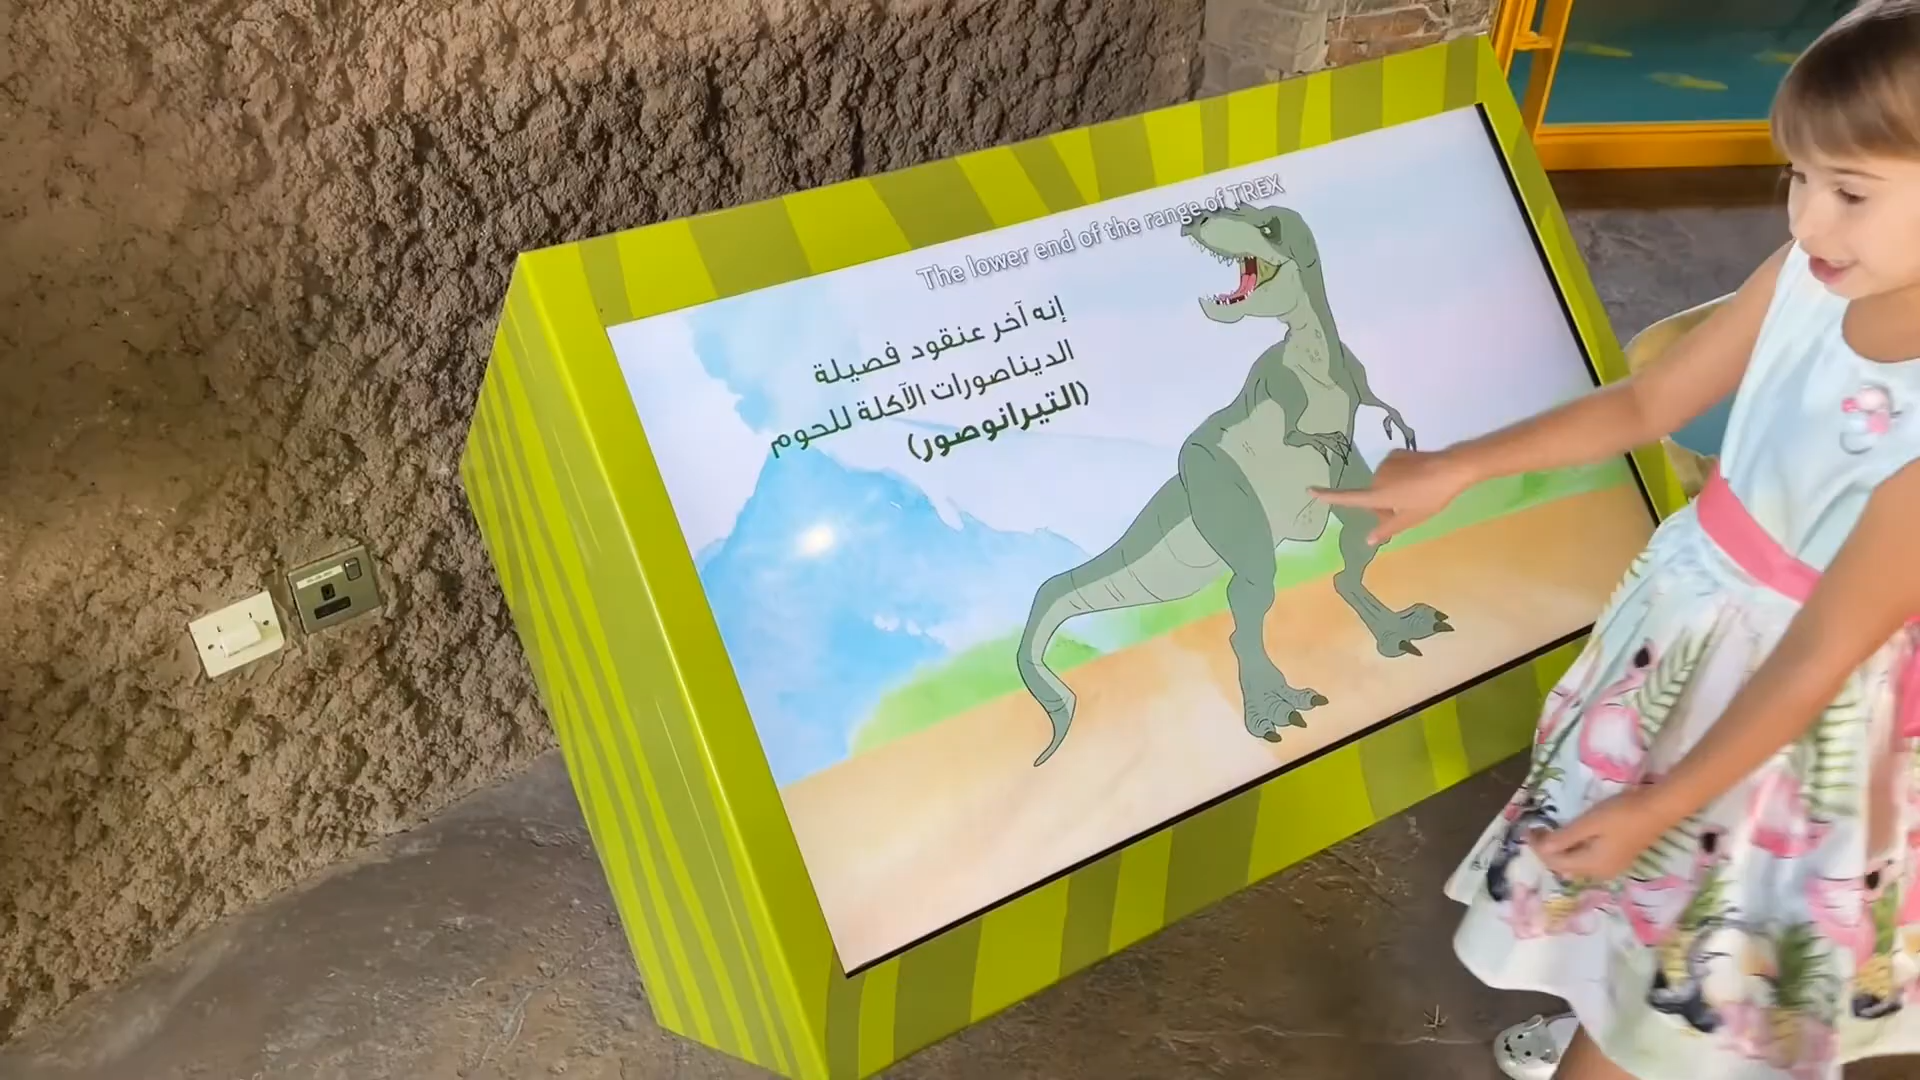 The lower end of the range of TREX
إنه آخر عنقود فصيلة
الديناصورات الآكلة للحوم
(التيرانوصور)